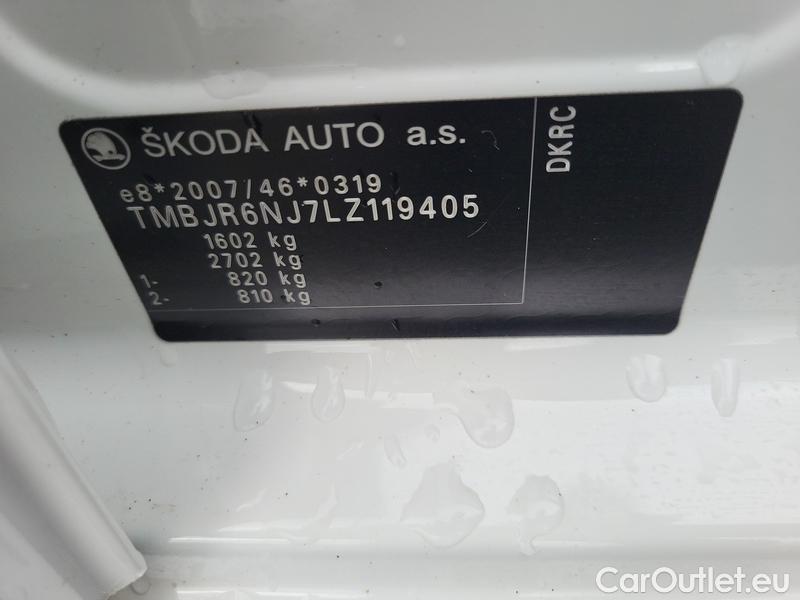 ŠKODA AUTO a.s.
e8*2007/46*0319
TMBJR6NJ7LZ119405
1602 kg
2702 kg
1- 820 kg
2- 810 kg
DKRC
CarOutlet.eu